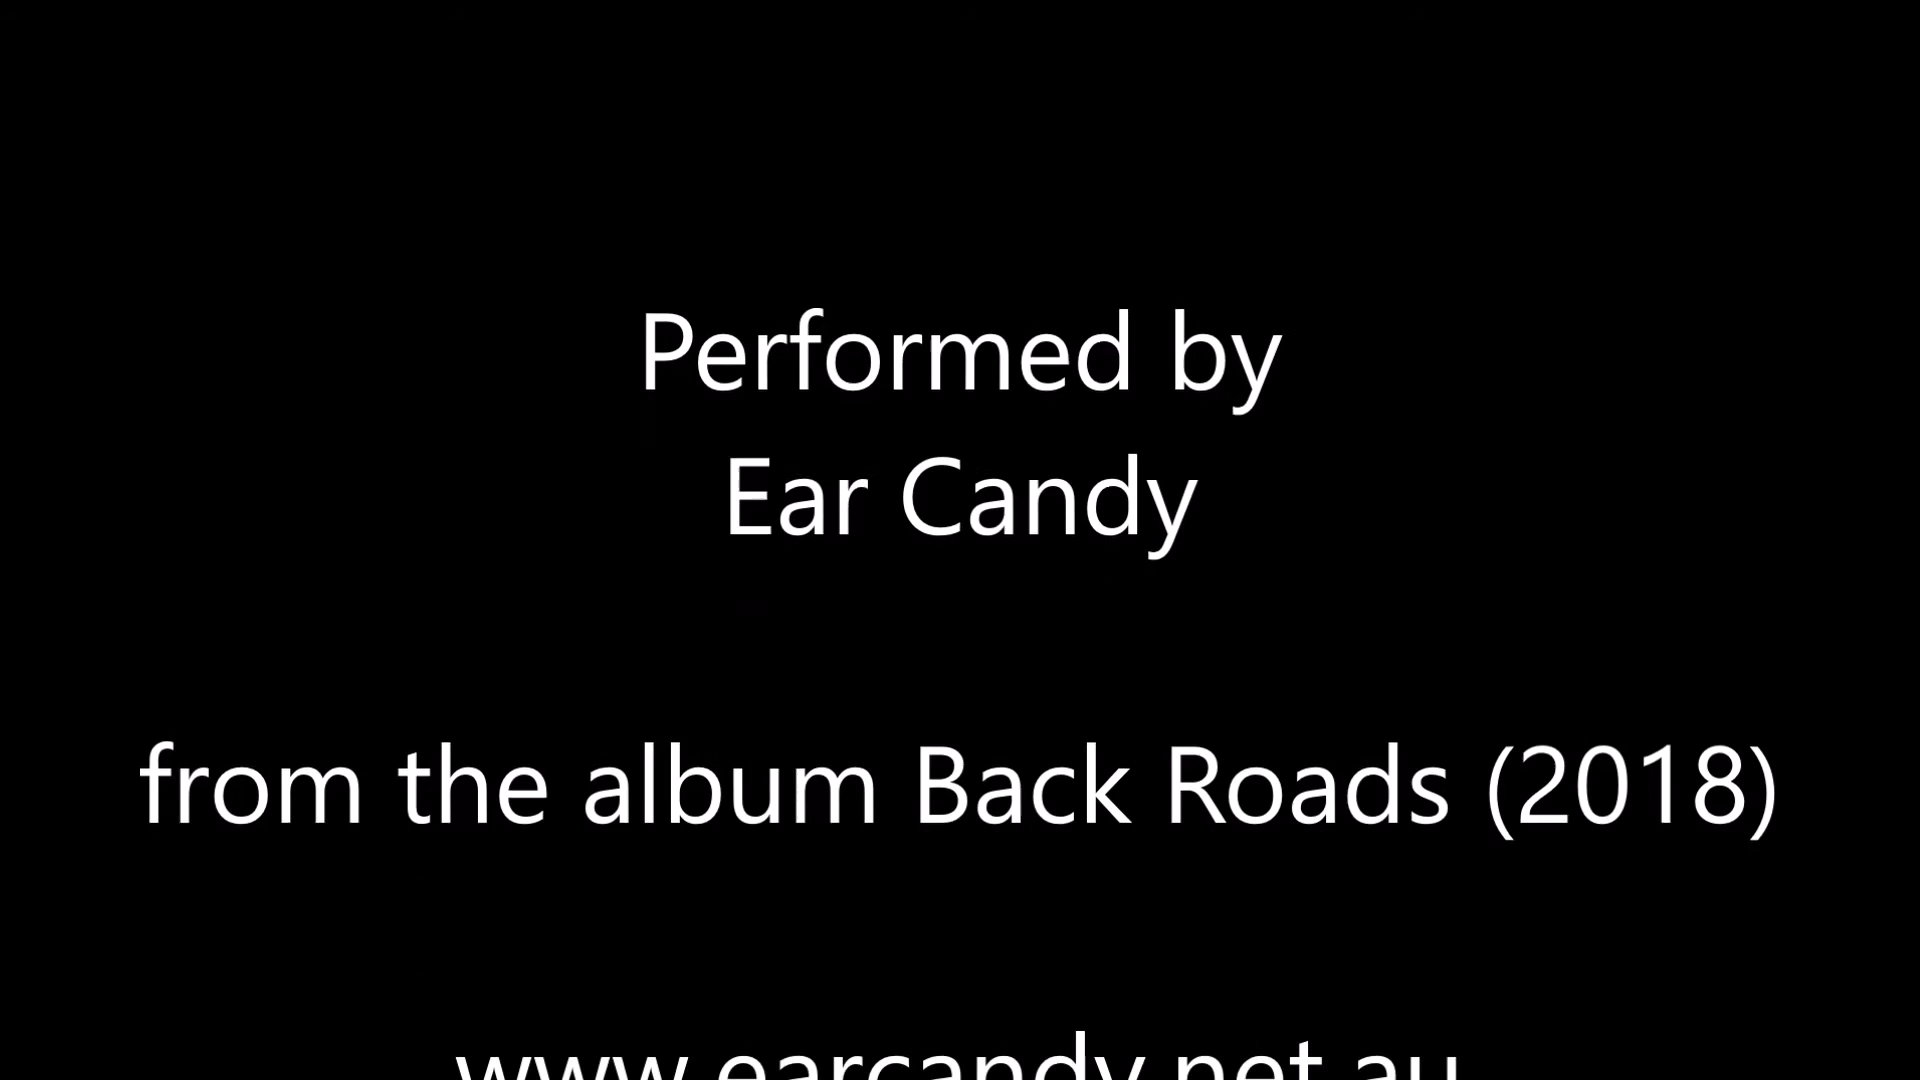 Performed by
Ear Candy
from the album Back Roads (2018)
www.earcandy.net.au